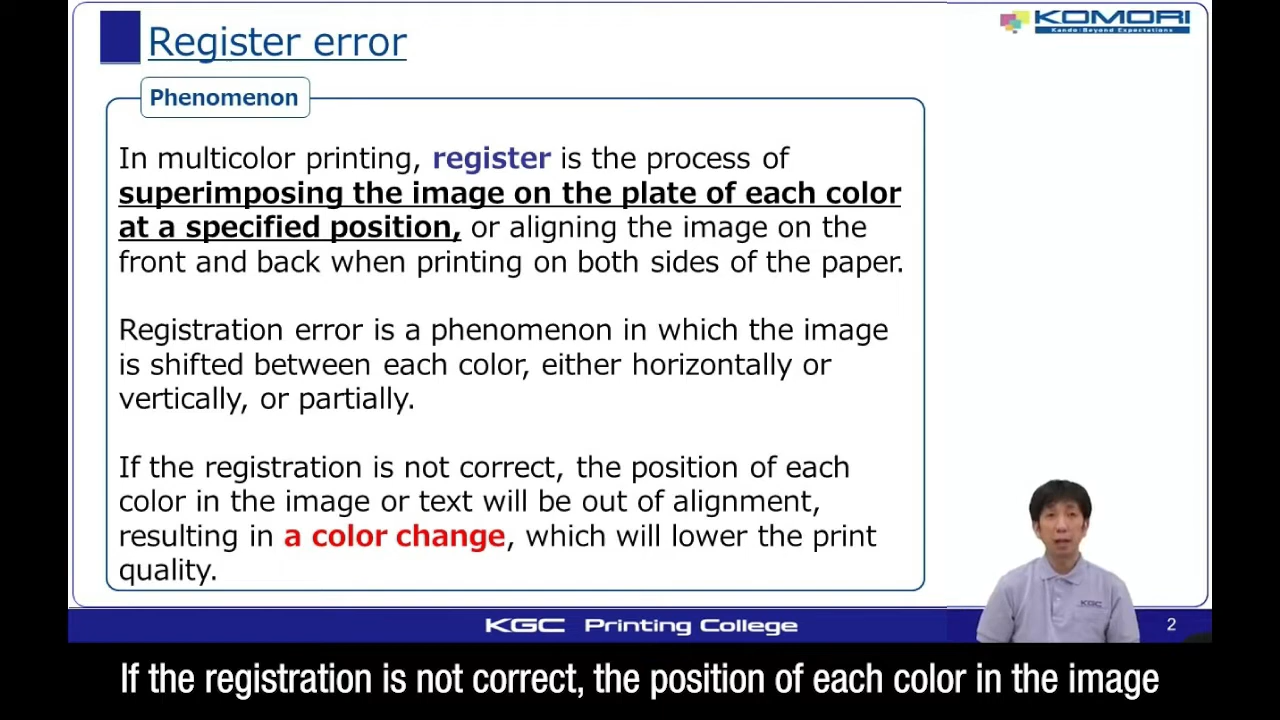 Register error
KOMORI
Kando : Beyond Expectations
Phenomenon
In multicolor printing, register is the process of
superimposing the image on the plate of each color
at a specified position, or aligning the image on the
front and back when printing on both sides of the paper.
Registration error is a phenomenon in which the image
is shifted between each color, either horizontally or
vertically, or partially.
If the registration is not correct, the position of each
color in the image or text will be out of alignment,
resulting in a color change, which will lower the print
quality.
KGC
KGC Printing College
2
If the registration is not correct, the position of each color in the image